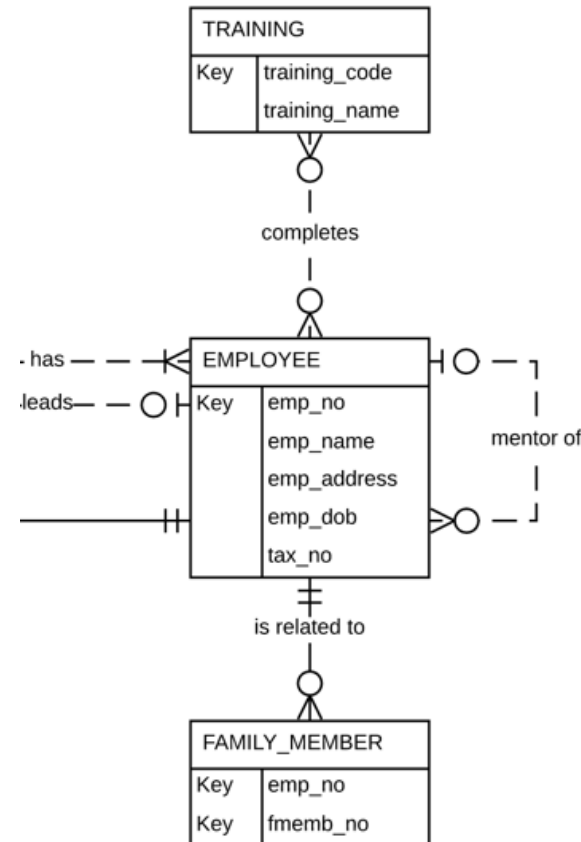 TRAINING
Key training_code
training_name
completes
has
EMPLOYEE
leads
Key emp_no
emp_name
mentor of
emp_address
emp_dob
tax_no
is related to
FAMILY_MEMBER
Key emp_no
Key fmemb_no